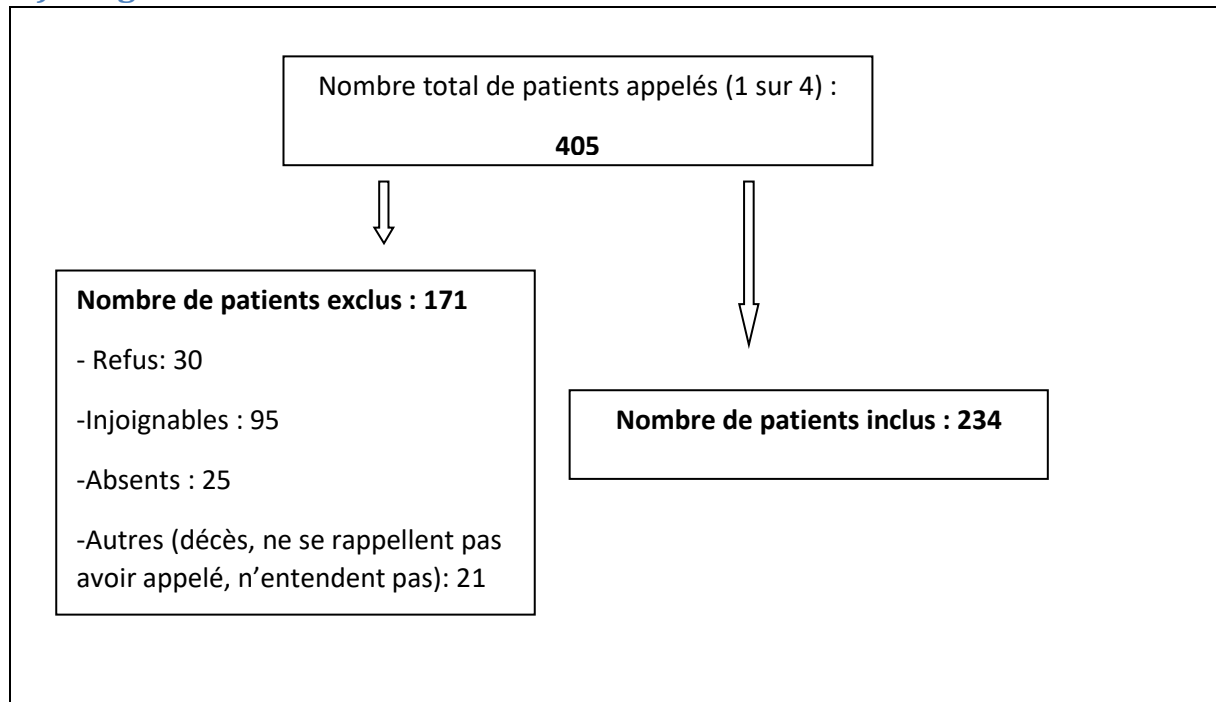 Nombre total de patients appelés (1 sur 4) :
405
Nombre de patients exclus : 171
- Refus: 30
-Injoignables : 95
-Absents : 25
-Autres (décès, ne se rappellent pas
avoir appelé, n’entendent pas): 21
Nombre de patients inclus : 234